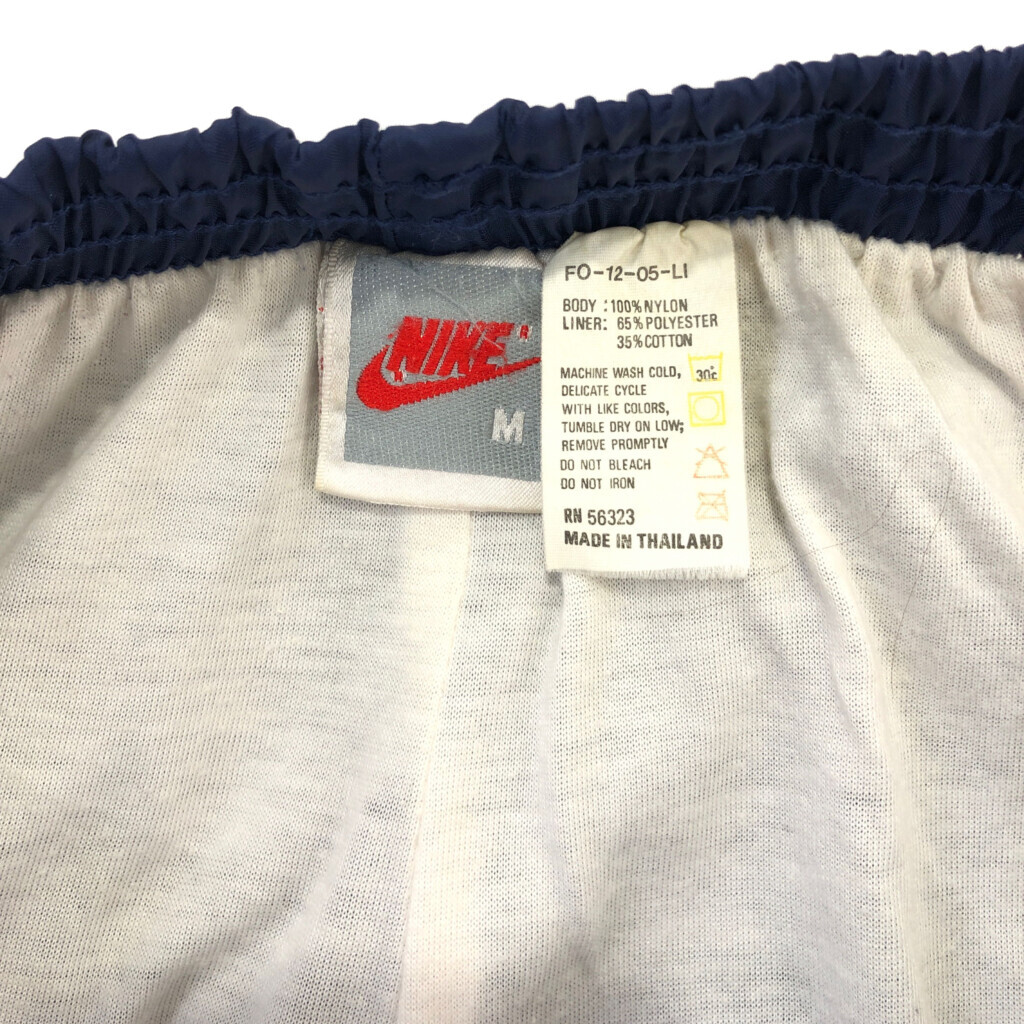 NIKE®
M
FO-12-05-LI
BODY : 100% NYLON
LINER: 65% POLYESTER
35% COTTON
MACHINE WASH COLD,
DELICATE CYCLE
WITH LIKE COLORS,
TUMBLE DRY ON LOW;
REMOVE PROMPTLY
DO NOT BLEACH
DO NOT IRON
30°c
RN 56323
MADE IN THAILAND